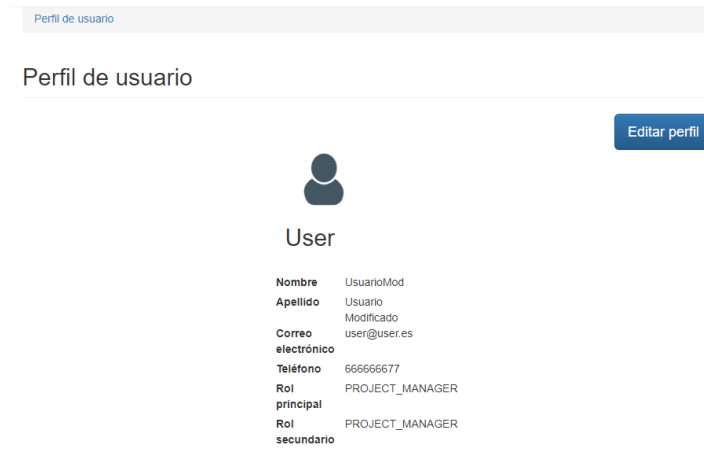 Perfil de usuario
Perfil de usuario
Editar perfil
User
Nombre UsuarioMod
Apellido Usuario
Modificado
Correo user@user.es
electrónico
Teléfono 666666677
Rol PROJECT_MANAGER
principal
Rol PROJECT_MANAGER
secundario